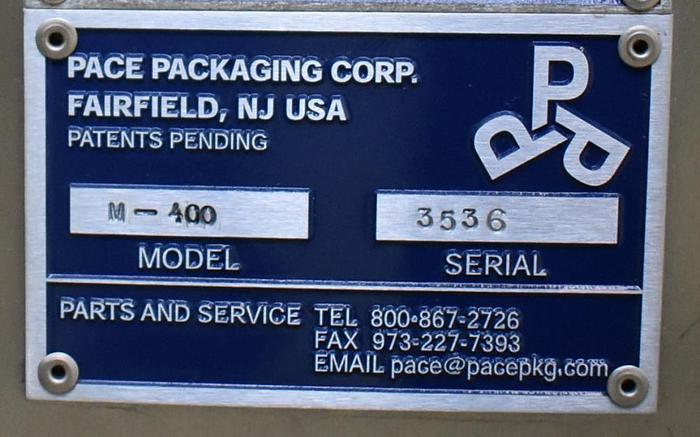 PACE PACKAGING CORP.
FAIRFIELD, NJ USA
PATENTS PENDING
PPP
M-400
3536
MODEL
SERIAL
PARTS AND SERVICE TEL 800-867-2726
FAX 973-227-7393
EMAIL pace@pacepkg.com